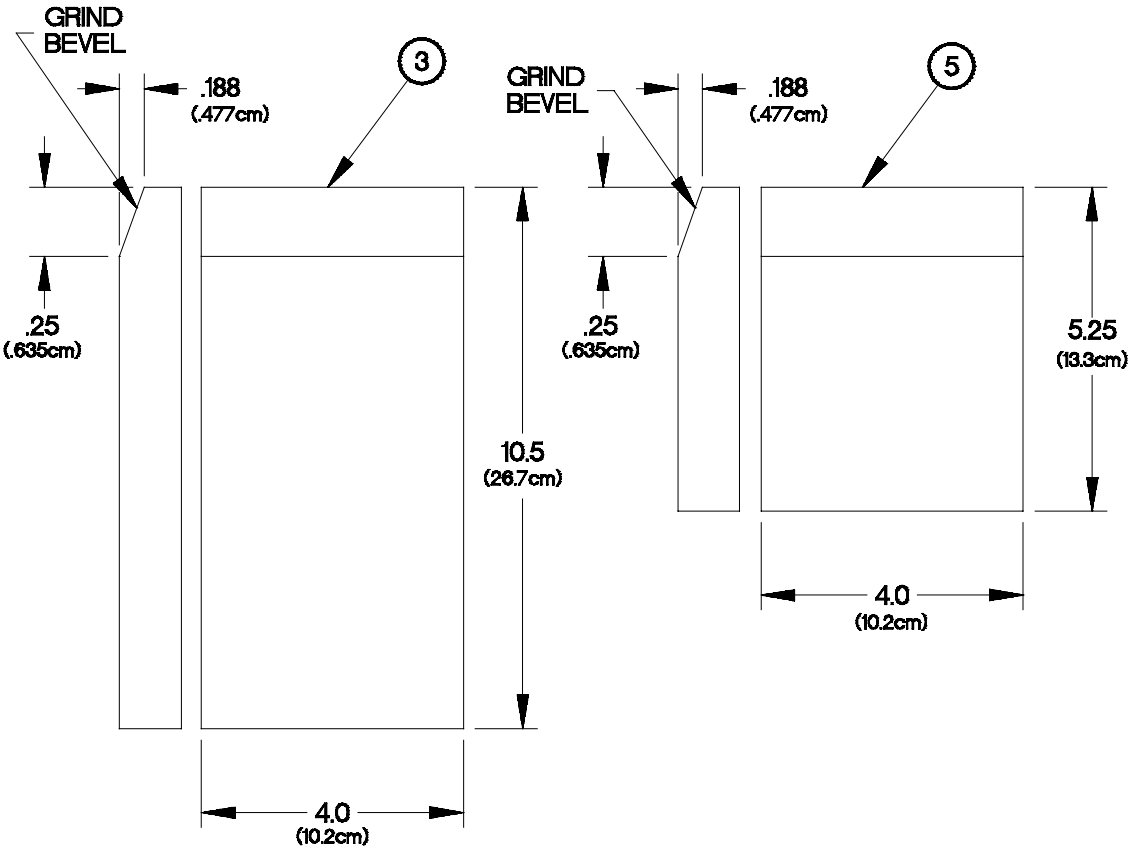 GRIND
BEVEL
.188
(.477cm)
3
.25
(.635cm)
10.5
(26.7cm)
4.0
(10.2cm)
GRIND
BEVEL
.188
(.477cm)
5
.25
(.635cm)
5.25
(13.3cm)
4.0
(10.2cm)